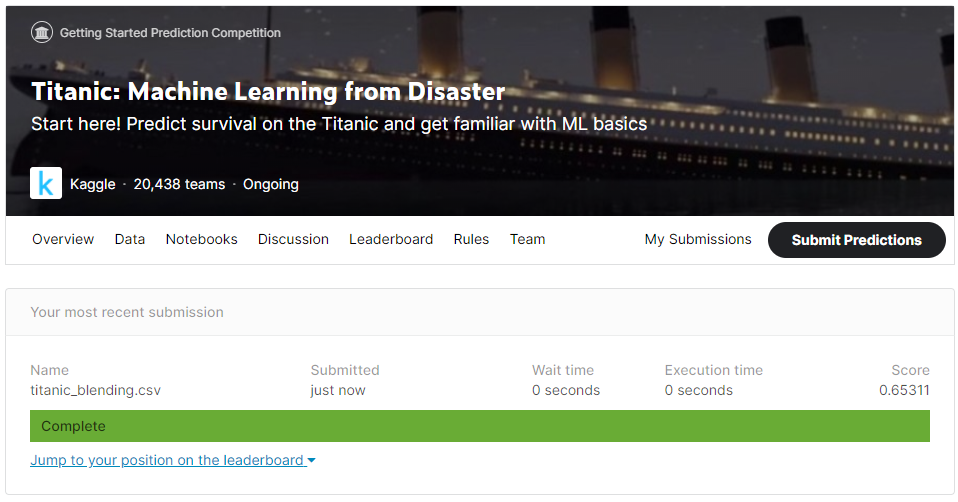 Getting Started Prediction Competition
Titanic: Machine Learning from Disaster
Start here! Predict survival on the Titanic and get familiar with ML basics
k Kaggle · 20,438 teams · Ongoing
Overview Data Notebooks Discussion Leaderboard Rules Team My Submissions Submit Predictions
Your most recent submission
Name Submitted Wait time Execution time Score
titanic_blending.csv just now 0 seconds 0 seconds 0.65311
Complete
Jump to your position on the leaderboard